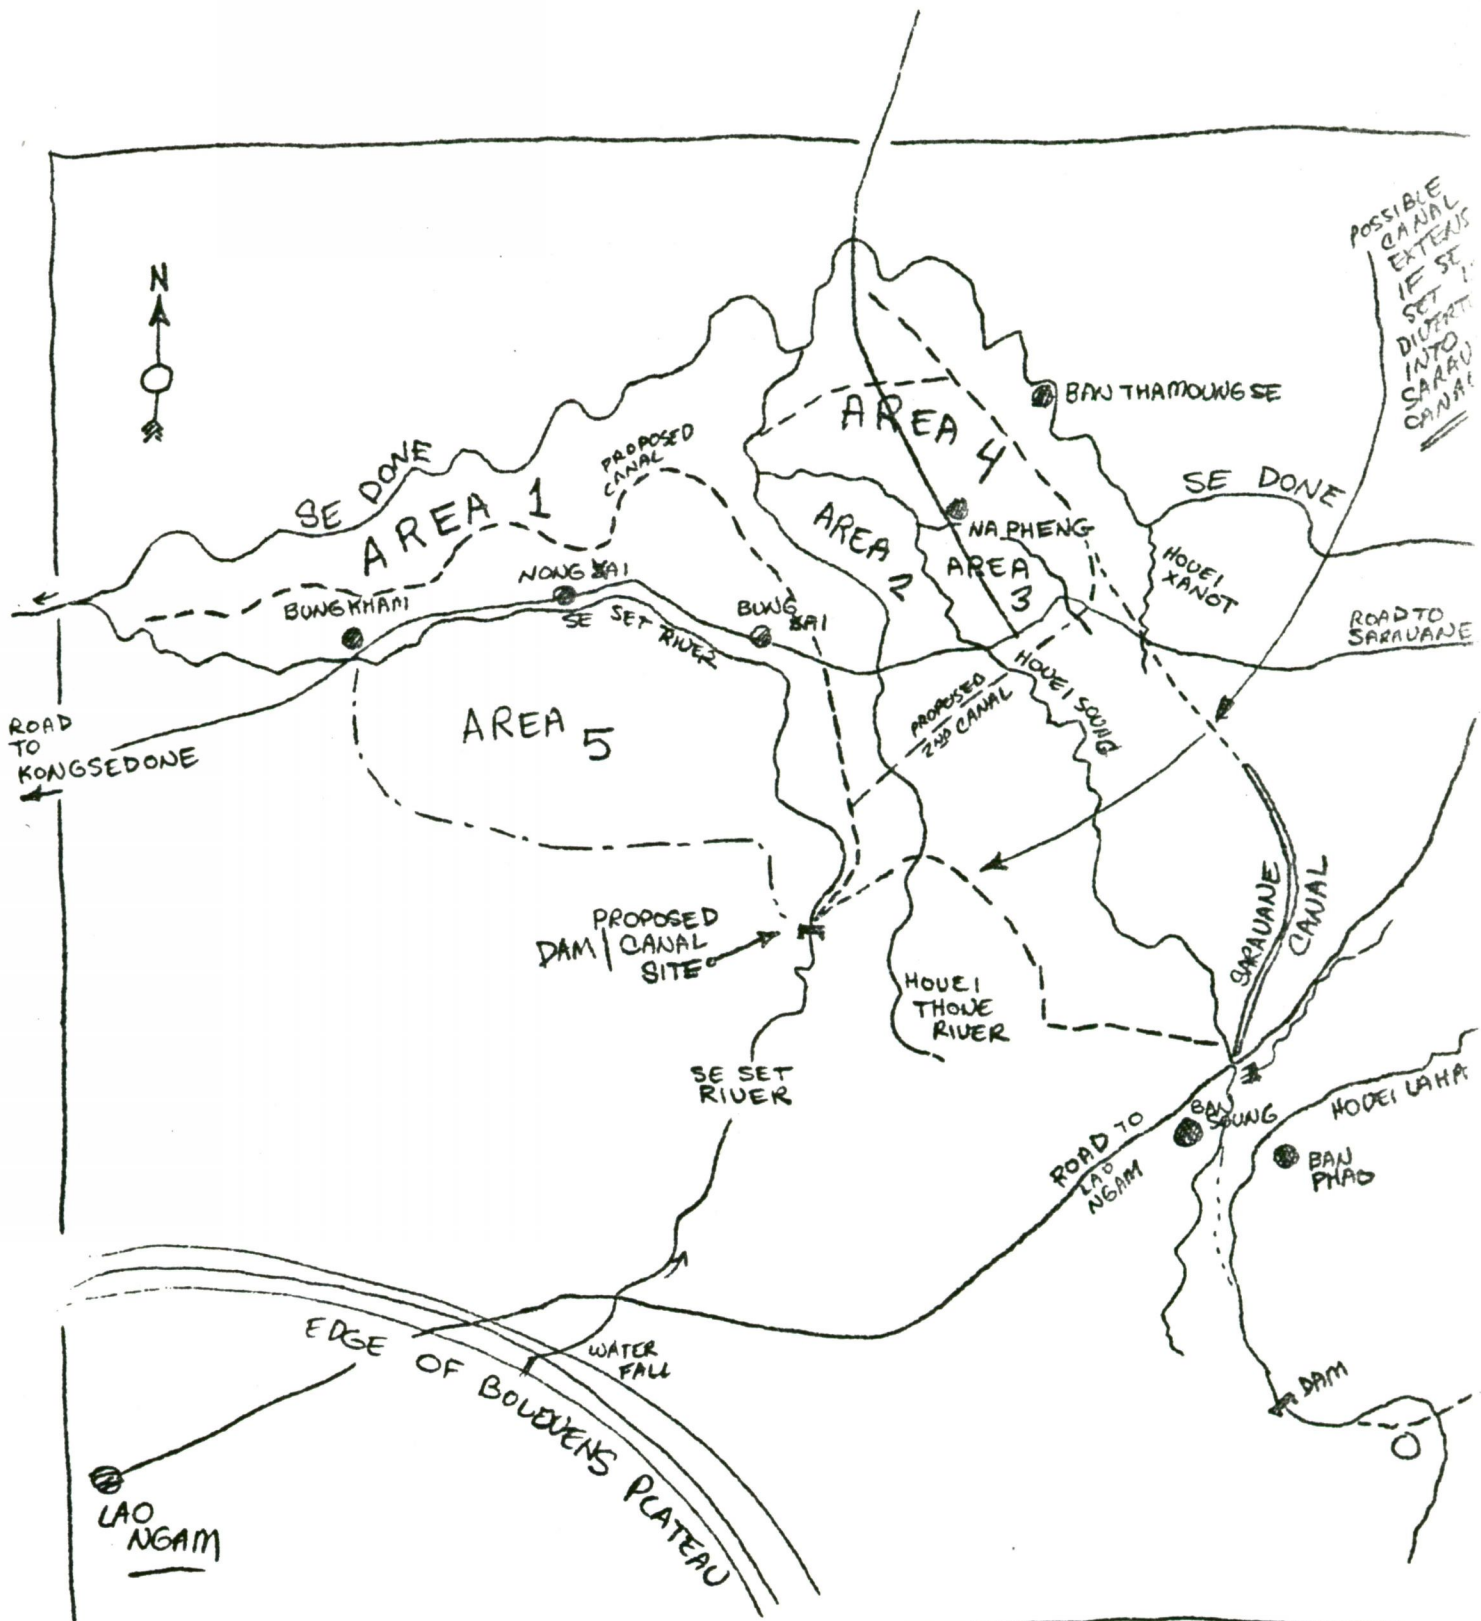 N
POSSIBLE
CANAL
EXTENS
IF SE
SET
DIVERT
INTO
SARAV
CANAL
BAN THAMOUNG SE
AREA
4
PROPOSED
CANAL
SE DONE
SE DONE
AREA 1
AREA
2
NA PHENG
AREA
3
HOUEI
XANOT
NONG XAI
BUNGKHAM
BUNG
XAI
SE SET RIVER
ROAD TO
SARAVANE
HOUEI SOUNG
PROPOSED
2ND CANAL
AREA 5
ROAD
TO
KONGSEDONE
SARAVANE
CANAL
PROPOSED
DAM / CANAL
SITE
HOUEI
THONE
RIVER
SE SET
RIVER
BAN
SOUNG
HOUEI LAHA
ROAD TO
LAO
NGAM
BAN
PHAO
EDGE OF BOLOVENS PLATEAU
WATER
FALL
DAM
LAO
NGAM